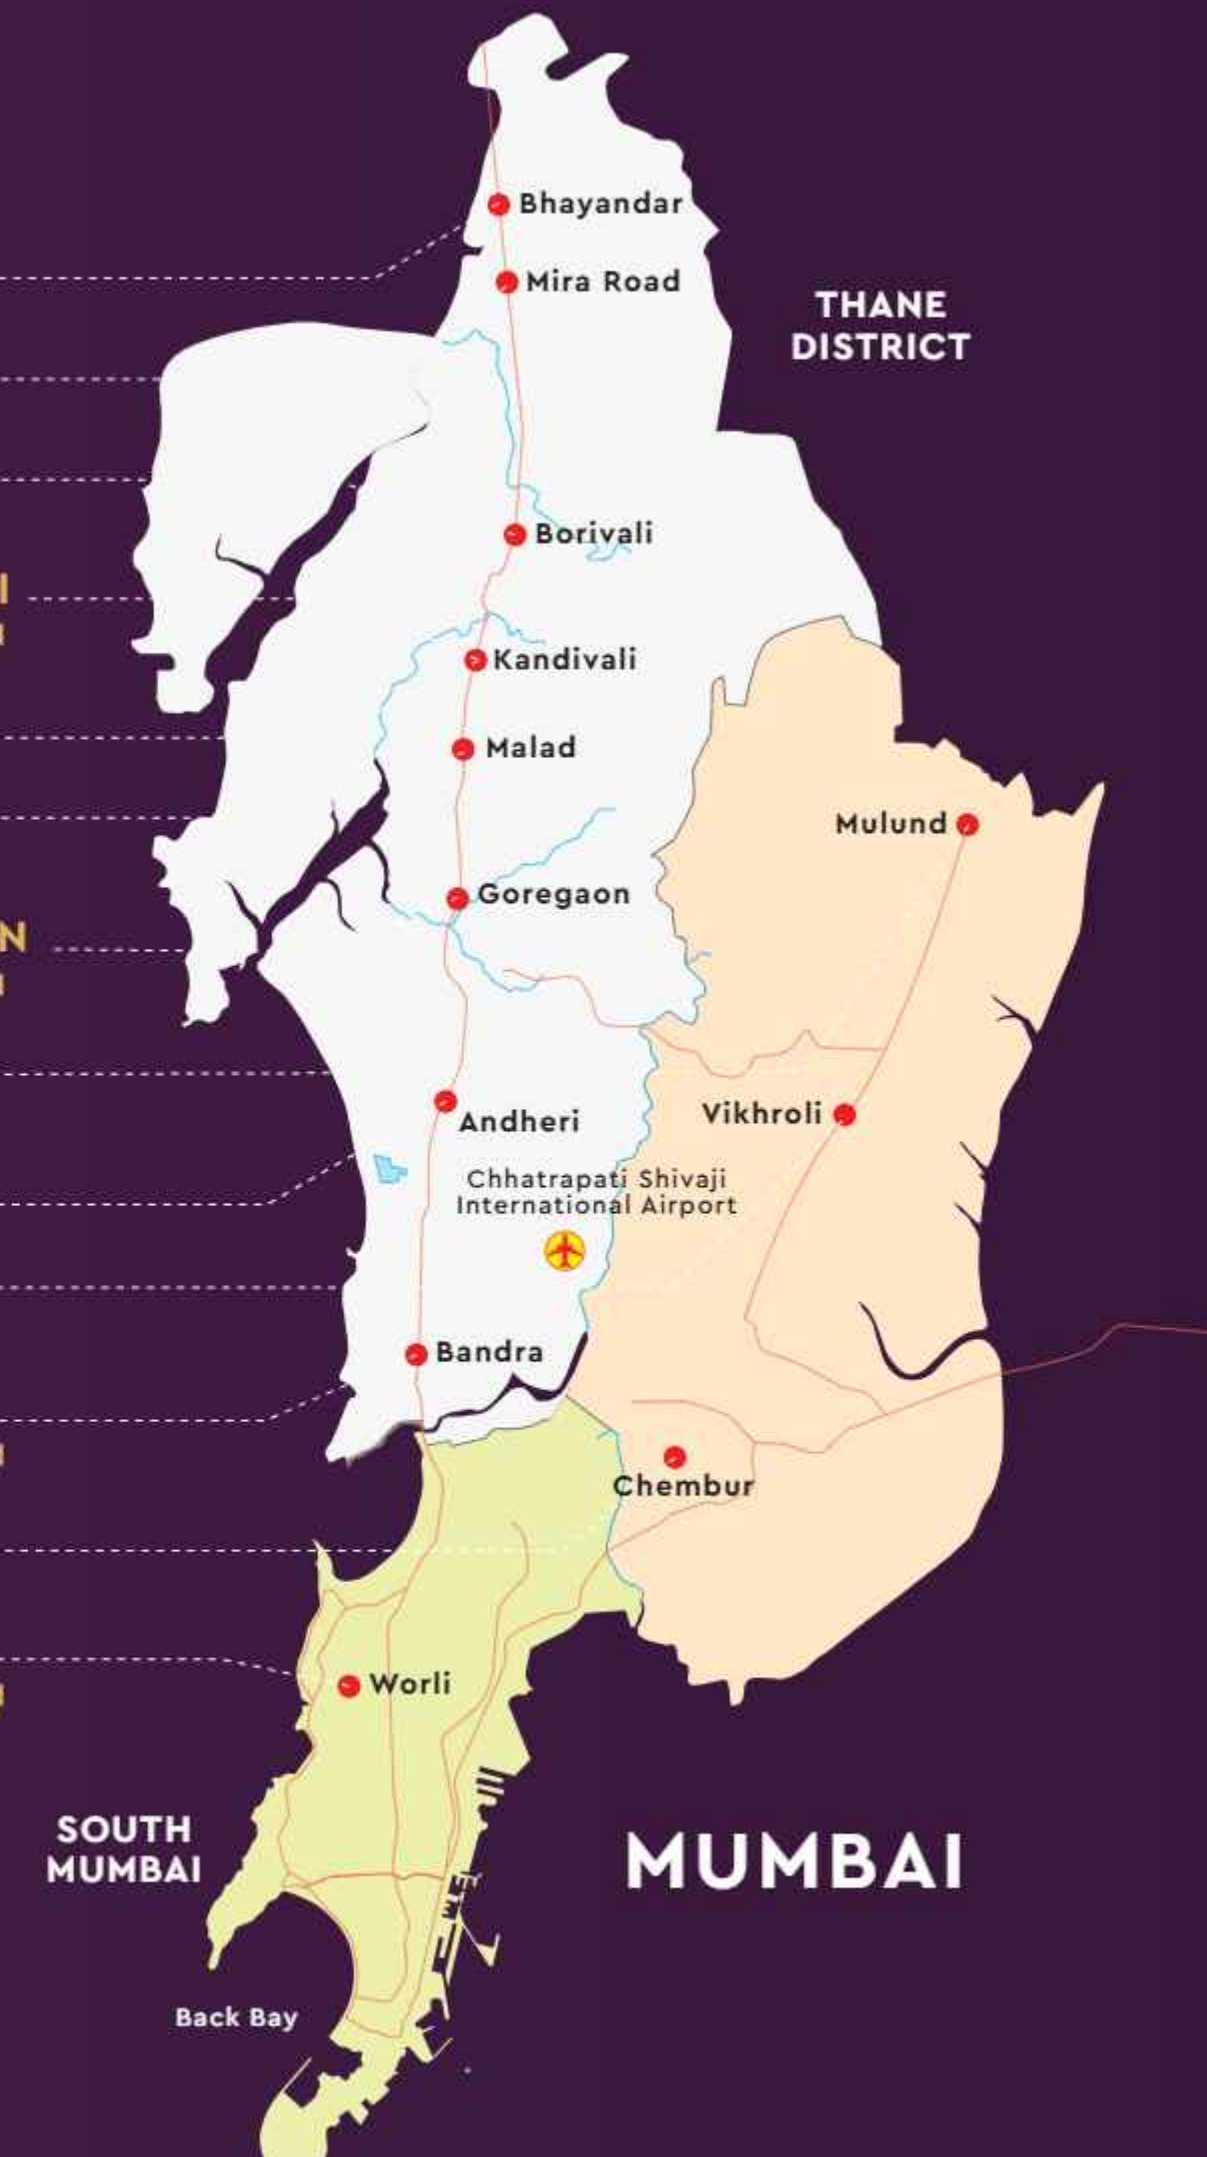 Bhayandar
Mira Road
THANE
DISTRICT
Borivali
I
Kandivali
Malad
Mulund
Goregaon
N
Vikhroli
Andheri
Chhatrapati Shivaji
International Airport
Bandra
Chembur
Worli
SOUTH
MUMBAI
MUMBAI
Back Bay